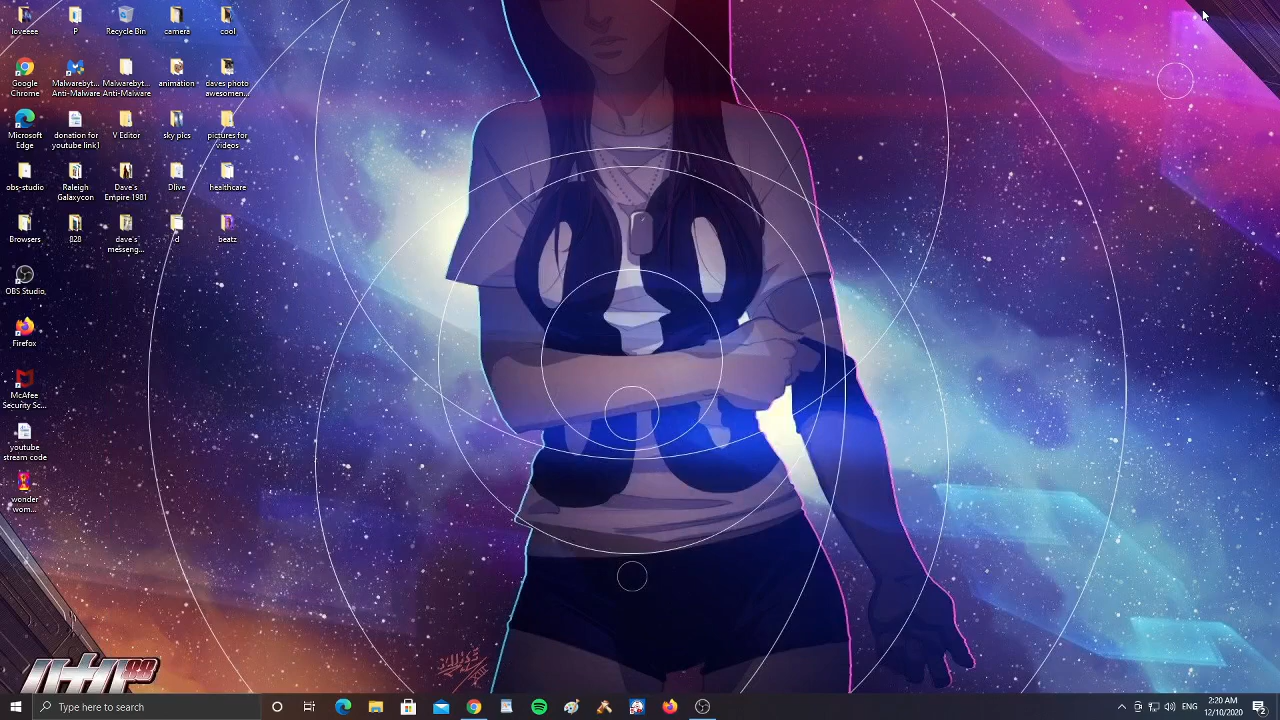 loveeee
P
Recycle Bin
camera
cool
Google Chrome
Malwarebyt... Anti-Malware
Malwarebyt... Anti-Malware
animation
daves photo awesomen...
Microsoft Edge
donation for youtube link1
V Editor
sky pics
pictures for videos
obs-studio
Raleigh Galaxycon
Dave's Empire 1981
Dlive
healthcare
Browsers
828
dave's messeng...
d
beatz
OBS Studio
Firefox
McAfee Security Sc...
youtube stream code
wonder wom...
Type here to search
ENG
2:20 AM
12/10/2020
2